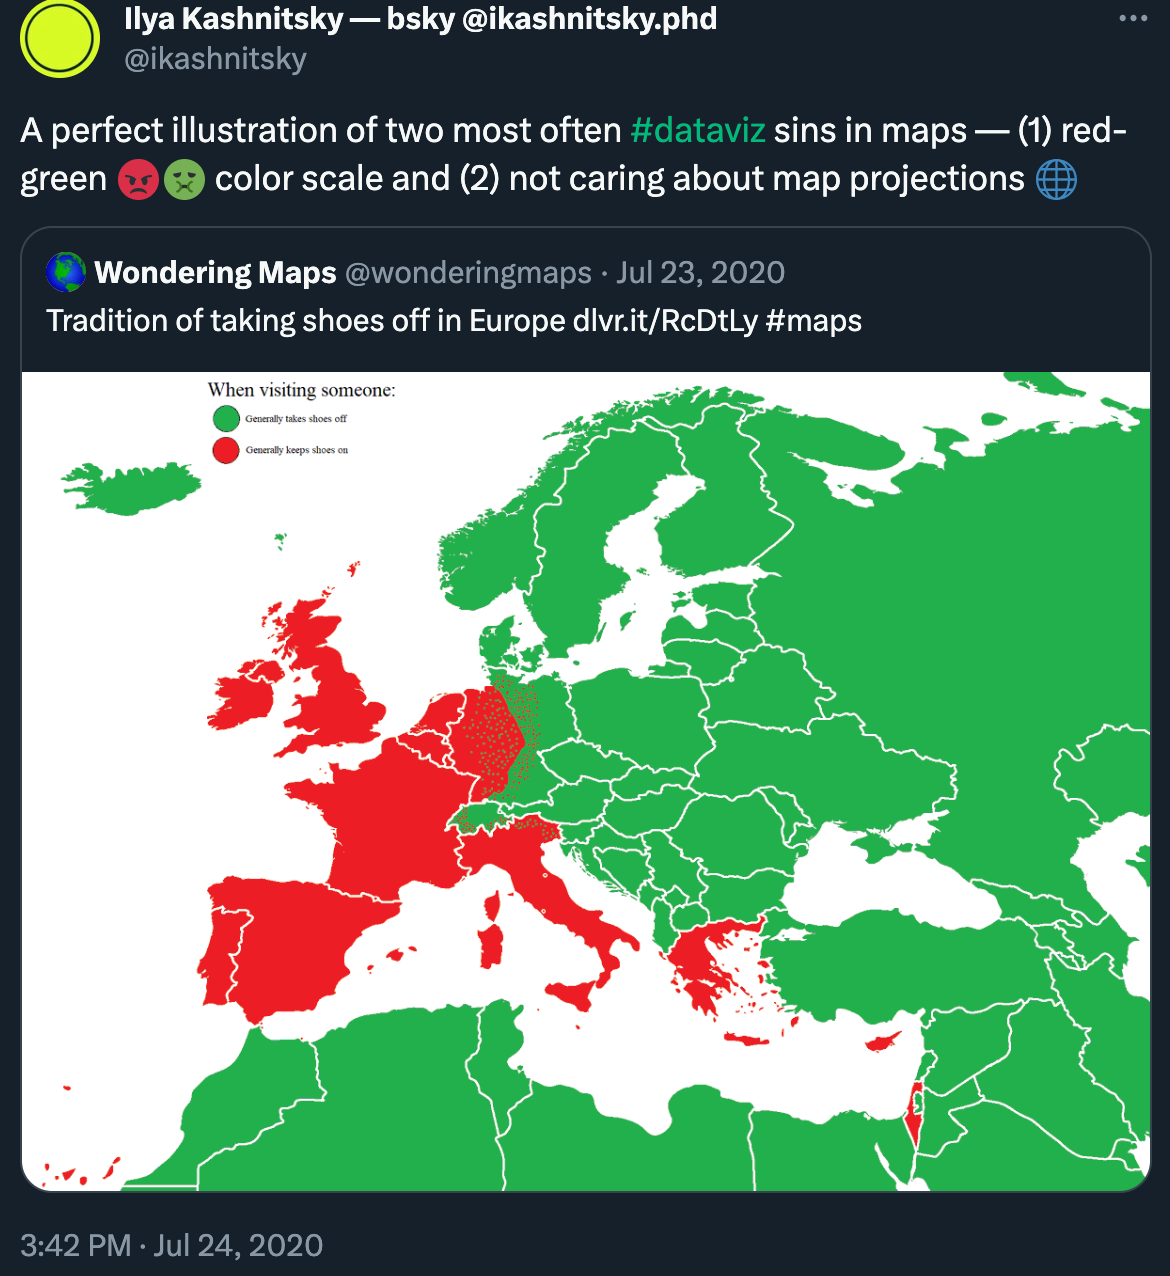 Ilya Kashnitsky — bsky @ikashnitsky.phd
@ikashnitsky
A perfect illustration of two most often #dataviz sins in maps — (1) red-
green 😡🤢 color scale and (2) not caring about map projections 🌐
Wondering Maps @wonderingmaps · Jul 23, 2020
Tradition of taking shoes off in Europe dlvr.it/RcDtLy #maps
When visiting someone:
Generally takes shoes off
Generally keeps shoes on
3:42 PM · Jul 24, 2020